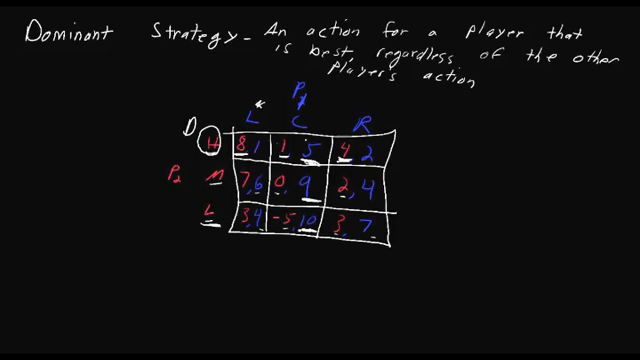 Dominant Strategy - An action for a player that
is best, regardless of the other
player's action
P1
D L C R
H 8 1 1 5 4 2
P2 M 7, 6 0, 9 2, 4
L 3, 4 -5, 10 3, 7